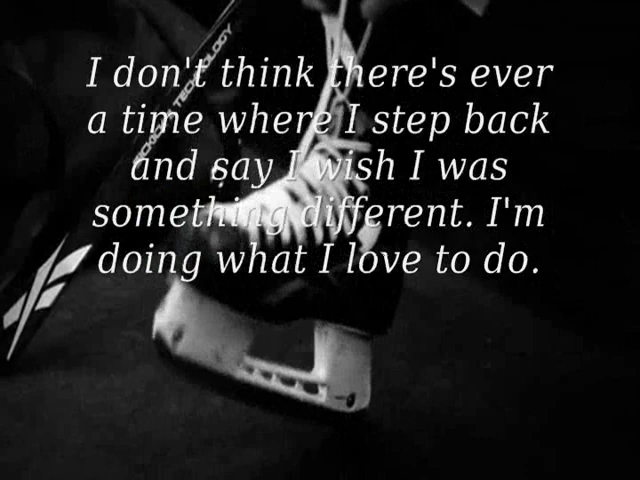 I don't think there's ever
a time where I step back
and say I wish I was
something different. I'm
doing what I love to do.
TECHNOLOGY